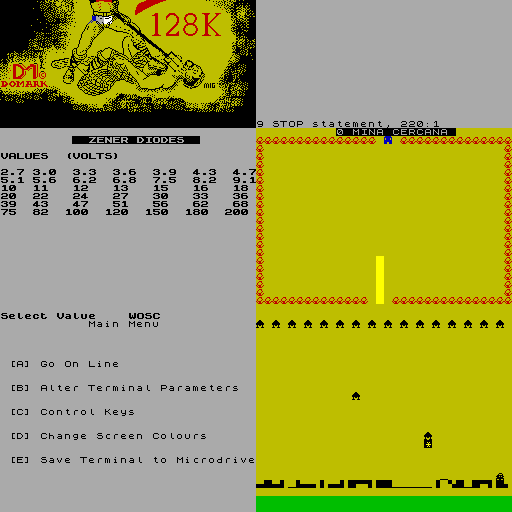 128K
DM©
DOMARK
MIG
9 STOP statement, 220:1
0 MINA CERCANA
ZENER DIODES
VALUES (VOLTS)
2.7 3.0 3.3 3.6 3.9 4.3 4.7
5.1 5.6 6.2 6.8 7.5 8.2 9.1
10 11 12 13 15 16 18
20 22 24 27 30 33 36
39 43 47 51 56 62 68
75 82 100 120 150 180 200
Select Value WOSC
Main Menu
[A] Go On Line
[B] Alter Terminal Parameters
[C] Control Keys
[D] Change Screen Colours
[E] Save Terminal to Microdrive